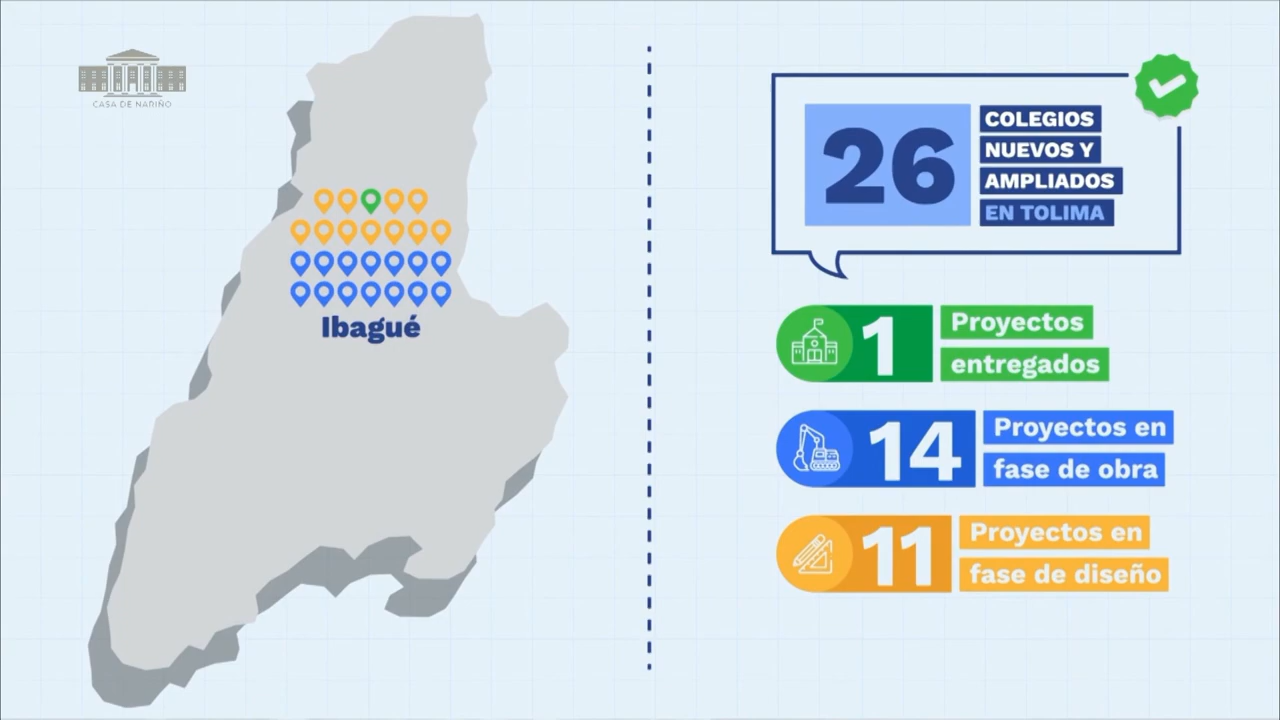 CASA DE NARIÑO
Ibagué
26
COLEGIOS
NUEVOS Y
AMPLIADOS
EN TOLIMA
1
Proyectos
entregados
14
Proyectos en
fase de obra
11
Proyectos en
fase de diseño